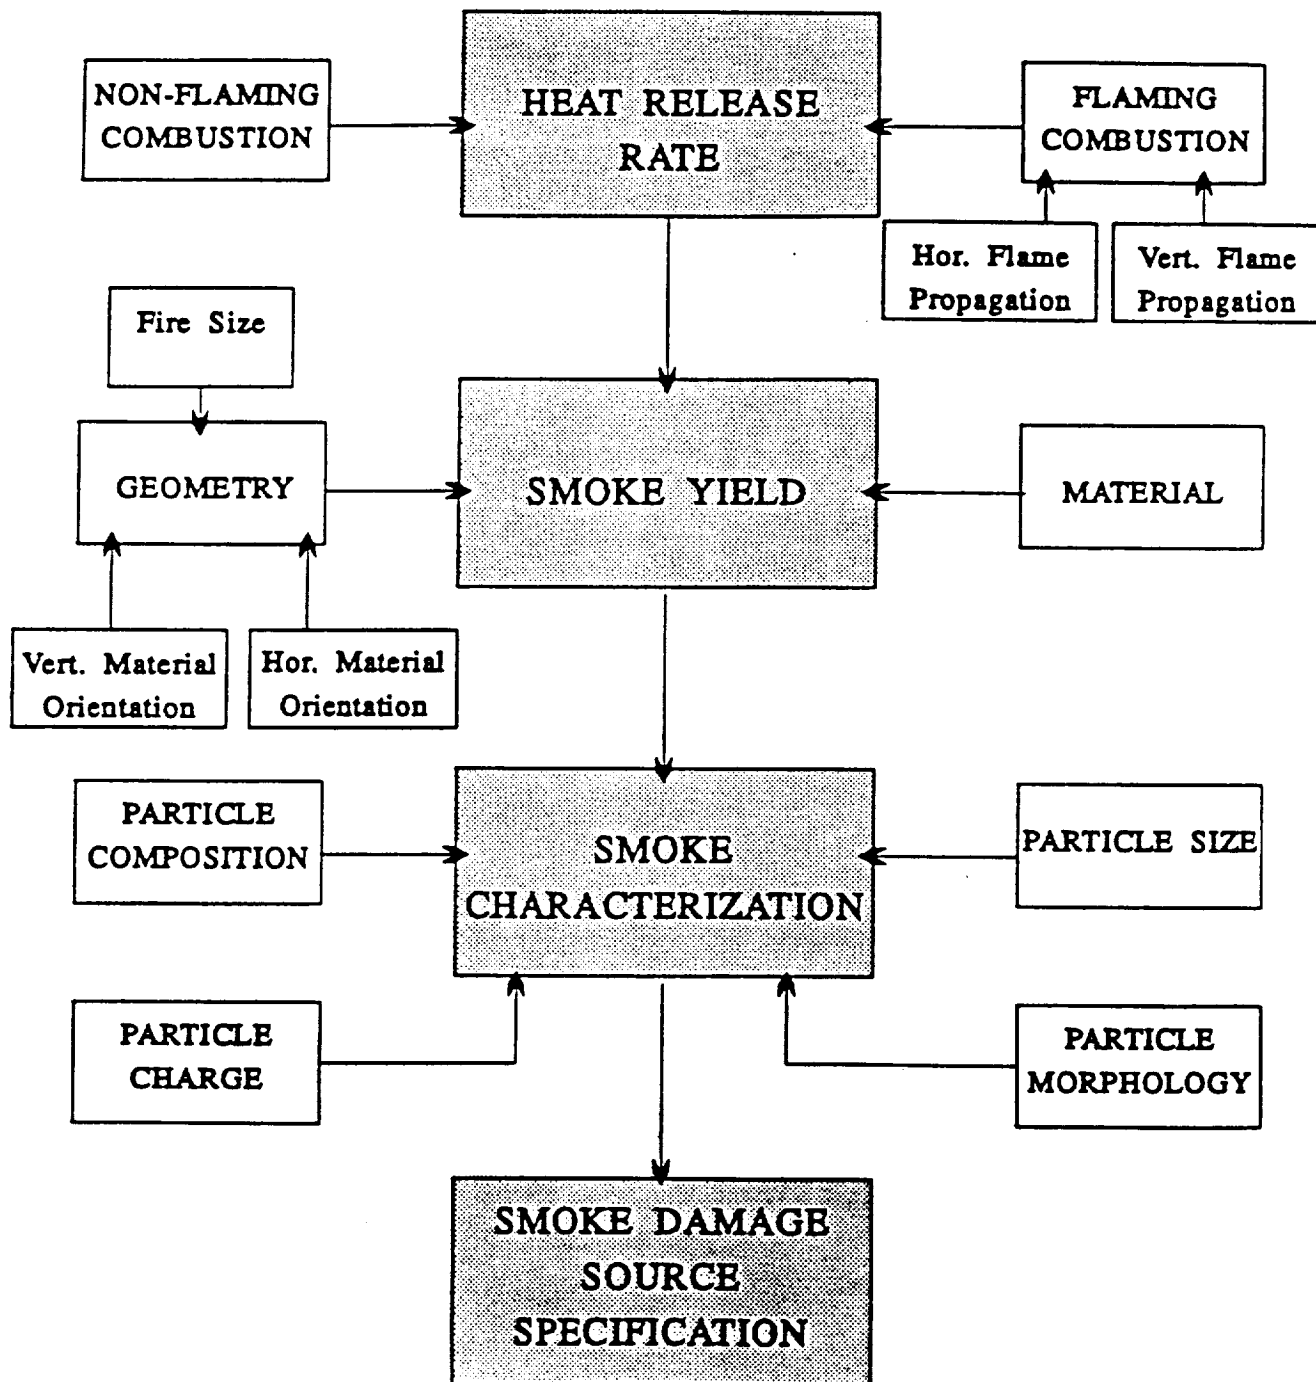 NON-FLAMING
COMBUSTION
HEAT RELEASE
RATE
FLAMING
COMBUSTION
Hor. Flame
Propagation
Vert. Flame
Propagation
Fire Size
GEOMETRY
SMOKE YIELD
MATERIAL
Vert. Material
Orientation
Hor. Material
Orientation
PARTICLE
COMPOSITION
SMOKE
CHARACTERIZATION
PARTICLE SIZE
PARTICLE
CHARGE
PARTICLE
MORPHOLOGY
SMOKE DAMAGE
SOURCE
SPECIFICATION